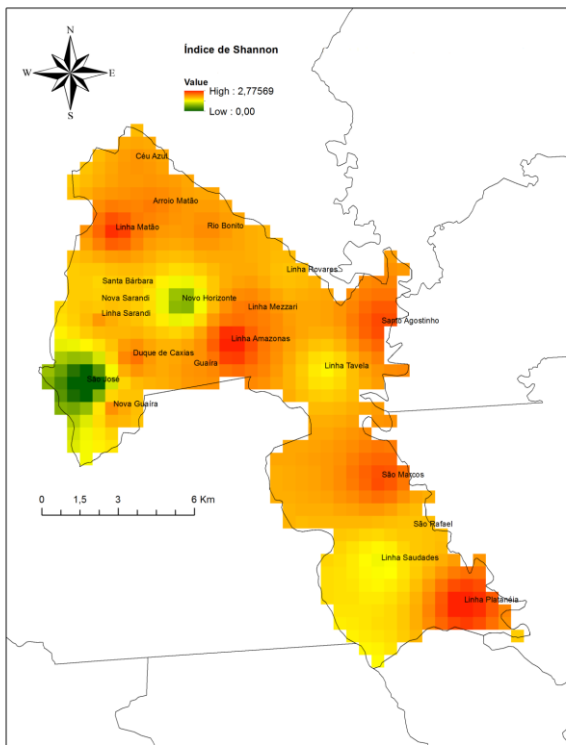 N
W E
S
Índice de Shannon
Value
High : 2,77569
Low : 0,00
Céu Azul
Arroio Matão
Linha Matão
Rio Bonito
Linha Rovares
Santa Bárbara
Nova Sarandi
Novo Horizonte
Linha Mezzari
Linha Sarandi
Santo Agostinho
Linha Amazonas
Duque de Caxias
Guaíra
Linha Tavela
São José
Nova Guaíra
São Marcos
0 1,5 3 6 Km
São Rafael
Linha Saudades
Linha Platanéia